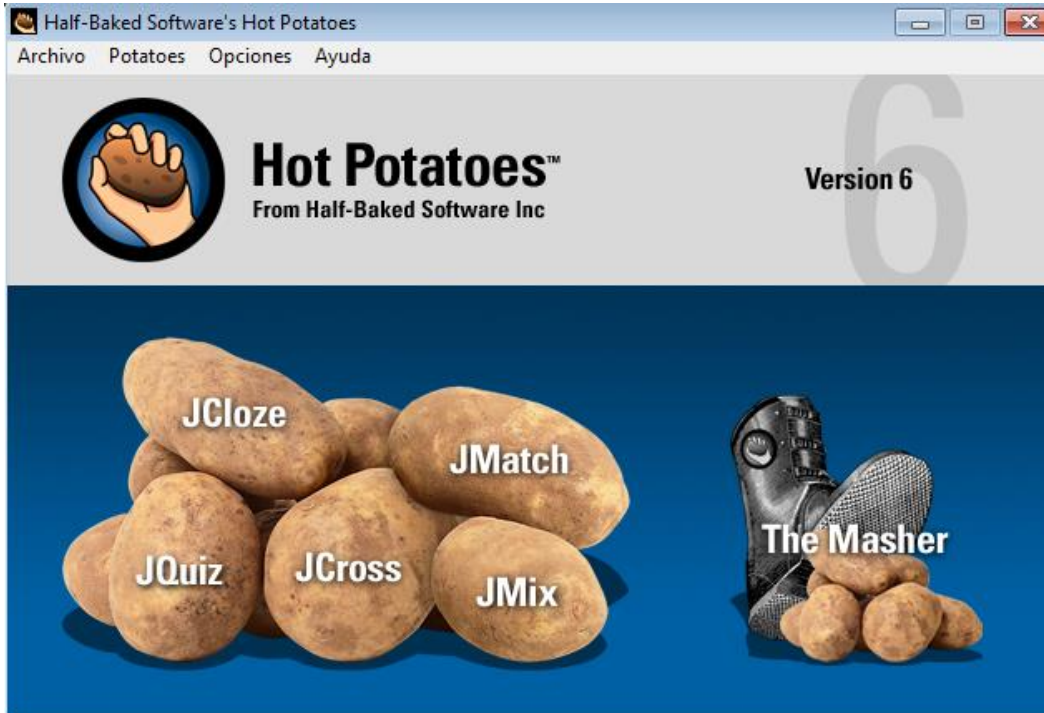 Half-Baked Software's Hot Potatoes
Archivo Potatoes Opciones Ayuda
6
Hot Potatoes™
From Half-Baked Software Inc
Version 6
JCloze
JMatch
JQuiz
JCross
JMix
The Masher